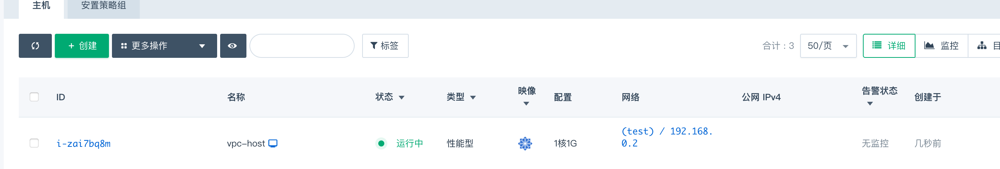 主机
安置策略组
+ 创建
更多操作
标签
合计：3
50/页
详细
监控
ID
名称
状态
类型
映像
配置
网络
公网 IPv4
告警状态
创建于
i-zai7bq8m
vpc-host
运行中
性能型
1核1G
(test) / 192.168.
0.2
无监控
几秒前